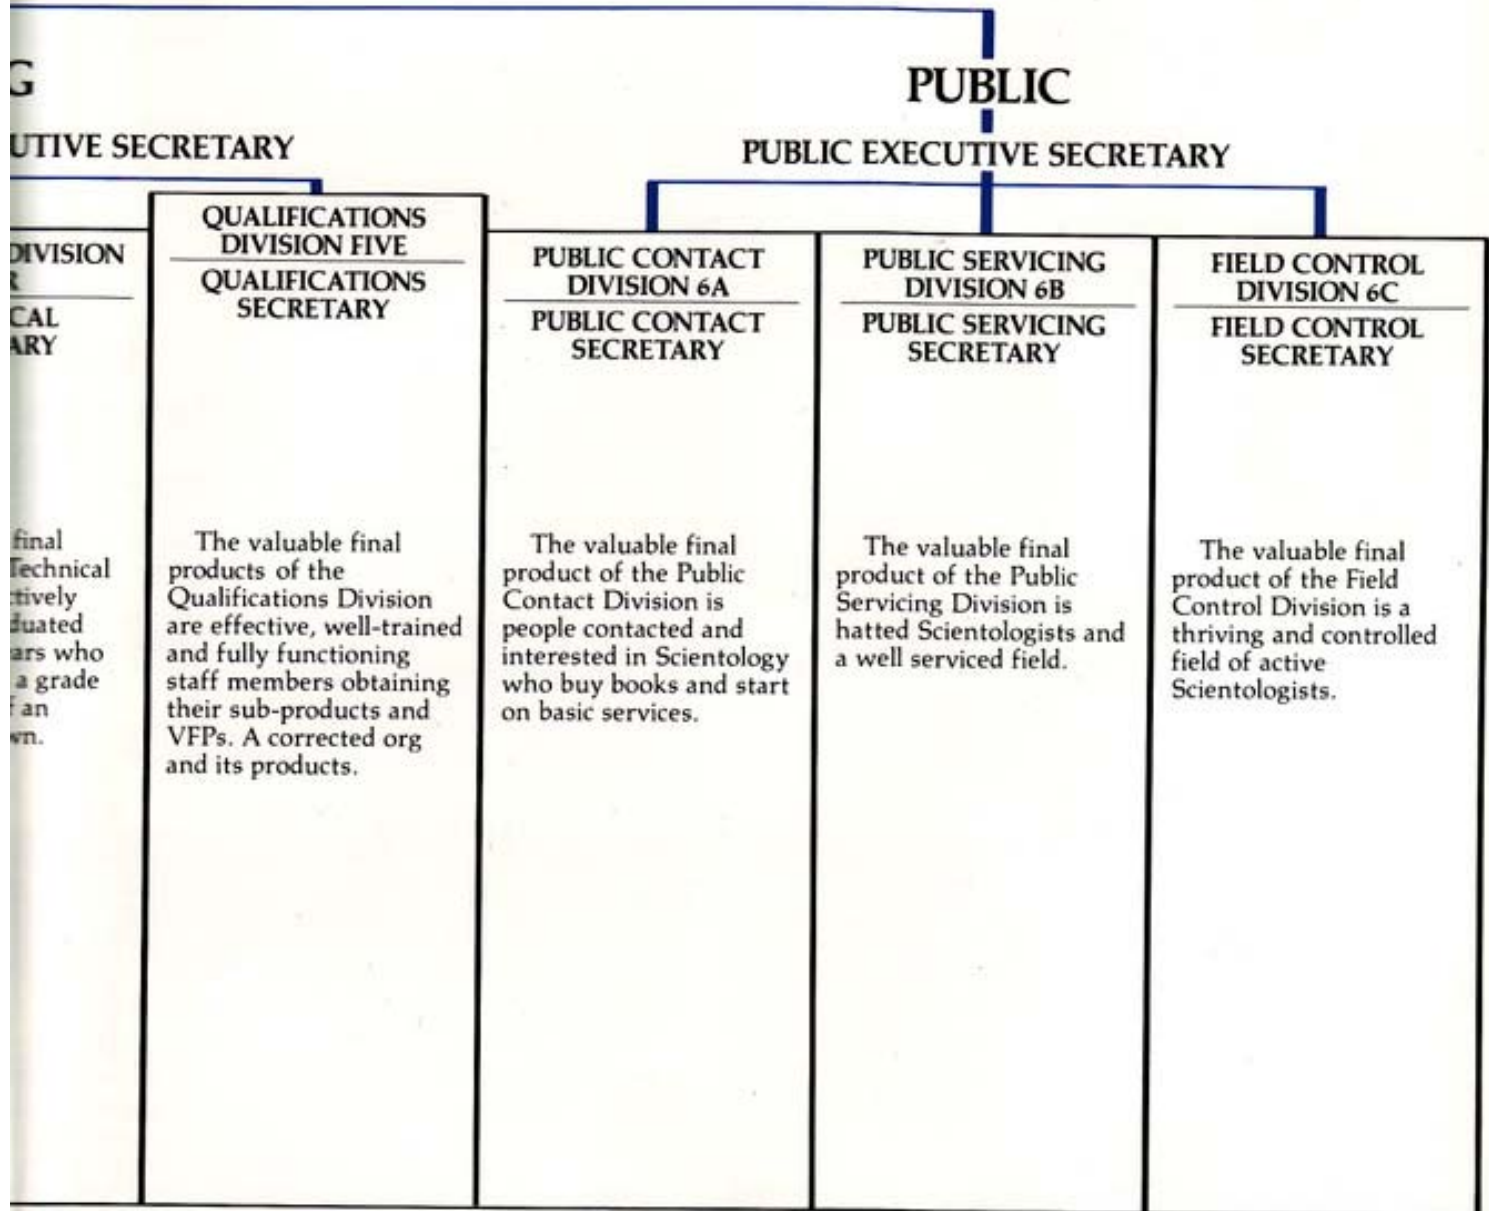 G
PUBLIC
UTIVE SECRETARY
PUBLIC EXECUTIVE SECRETARY
DIVISION
R
CAL
ARY
final
Technical
tively
duated
ars who
a grade
f an
wn.
QUALIFICATIONS
DIVISION FIVE
QUALIFICATIONS
SECRETARY
The valuable final
products of the
Qualifications Division
are effective, well-trained
and fully functioning
staff members obtaining
their sub-products and
VFPs. A corrected org
and its products.
PUBLIC CONTACT
DIVISION 6A
PUBLIC CONTACT
SECRETARY
The valuable final
product of the Public
Contact Division is
people contacted and
interested in Scientology
who buy books and start
on basic services.
PUBLIC SERVICING
DIVISION 6B
PUBLIC SERVICING
SECRETARY
The valuable final
product of the Public
Servicing Division is
hatted Scientologists and
a well serviced field.
FIELD CONTROL
DIVISION 6C
FIELD CONTROL
SECRETARY
The valuable final
product of the Field
Control Division is a
thriving and controlled
field of active
Scientologists.